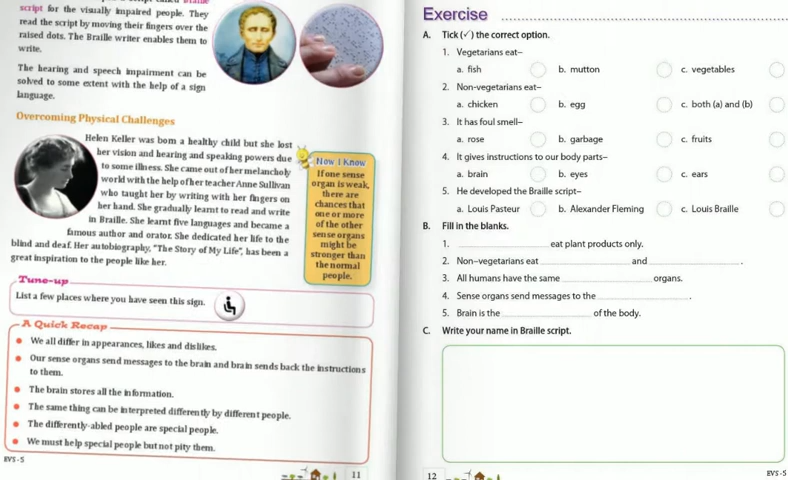 script for the visually impaired people. They
read the script by moving their fingers over the
raised dots. The Braille writer enables them to
write.
The hearing and speech impairment can be
solved to some extent with the help of a sign
language.
Overcoming Physical Challenges
Helen Keller was born a healthy child but she lost
her vision and hearing and speaking powers due
to some illness. She came out of her melancholy
world with the help of her teacher Anne Sullivan
who taught her by writing with her fingers on
her hand. She gradually learnt to read and write
in Braille. She learnt five languages and became a
famous author and orator. She dedicated her life to the
blind and deaf. Her autobiography, "The Story of My Life", has been a
great inspiration to the people like her.
Now I Know
If one sense
organ is weak,
there are
chances that
one or more
of the other
sense organs
might be
stronger than
the normal
people.
Tune-up
List a few places where you have seen this sign.
A Quick Recap
We all differ in appearances, likes and dislikes.
Our sense organs send messages to the brain and brain sends back the instructions
to them.
The brain stores all the information.
The same thing can be interpreted differently by different people.
The differently-abled people are special people.
We must help special people but not pity them.
EVS-5
11
Exercise
A. Tick (✓) the correct option.
1. Vegetarians eat–
a. fish b. mutton c. vegetables
2. Non-vegetarians eat–
a. chicken b. egg c. both (a) and (b)
3. It has foul smell–
a. rose b. garbage c. fruits
4. It gives instructions to our body parts–
a. brain b. eyes c. ears
5. He developed the Braille script–
a. Louis Pasteur b. Alexander Fleming c. Louis Braille
B. Fill in the blanks.
1. ____________ eat plant products only.
2. Non–vegetarians eat ____________ and ____________.
3. All humans have the same ____________ organs.
4. Sense organs send messages to the ____________.
5. Brain is the ____________ of the body.
C. Write your name in Braille script.
12
EVS-5